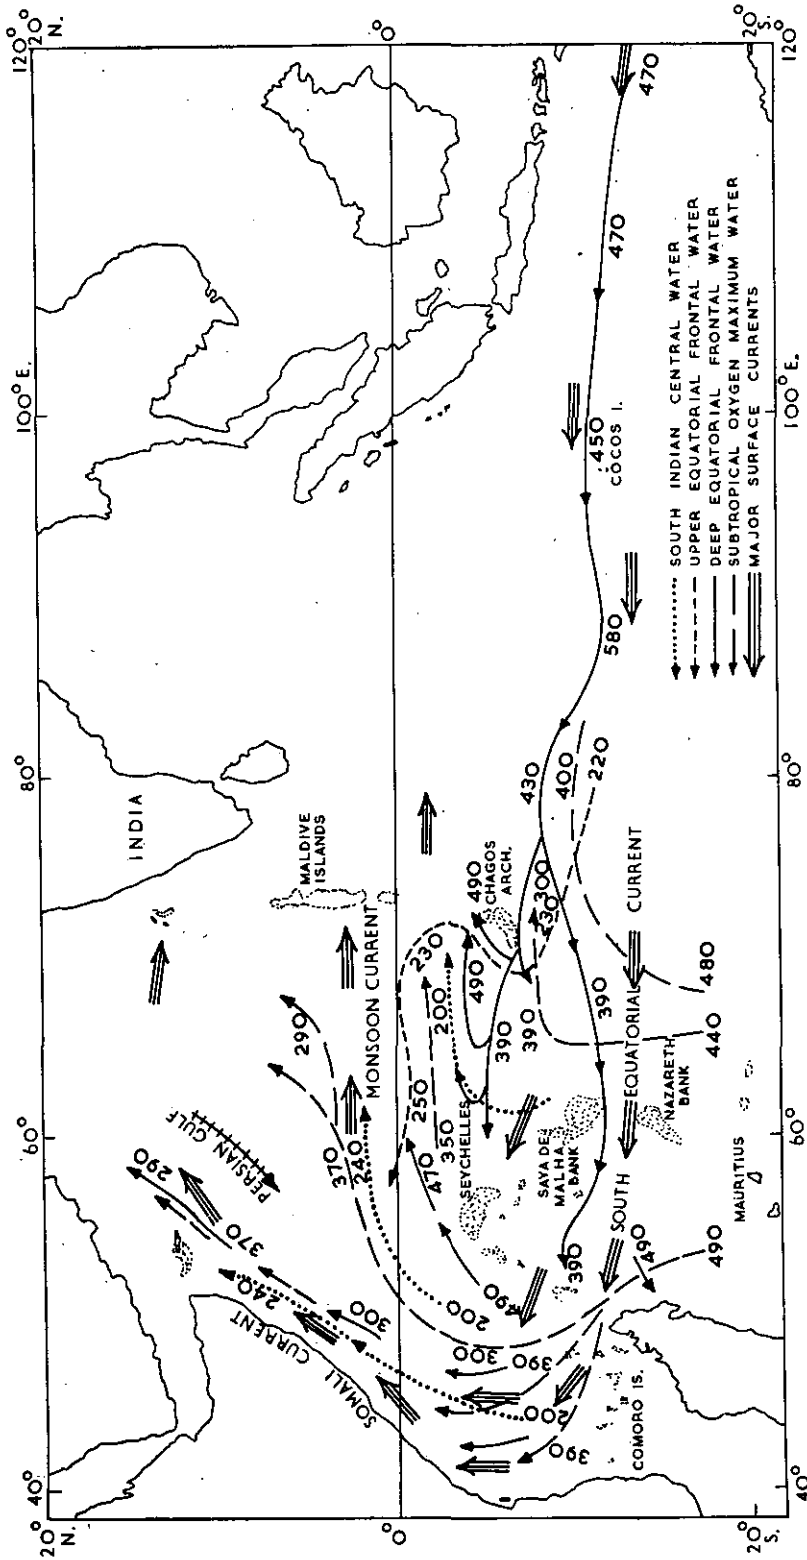 120°
20°
N.
0°
20°
S.
120°
470
470
100° E.
100° E.
450
COCOS I.
580
SOUTH INDIAN CENTRAL WATER
UPPER EQUATORIAL FRONTAL WATER
DEEP EQUATORIAL FRONTAL WATER
SUBTROPICAL OXYGEN MAXIMUM WATER
MAJOR SURFACE CURRENTS
80°
80°
INDIA
MALDIVE
ISLANDS
430
400
220
490
CHAGOS
ARCH.
300
230
MONSOON CURRENT
230
200
490
390
390
390
SOUTH EQUATORIAL CURRENT
480
440
290
250
350
470
370
240
SEYCHELLES
SAYA DE
MALHA
BANK
NAZARETH
BANK
MAURITIUS
60°
60°
PERSIAN GULF
290
370
240
300
SOMALI
CURRENT
200
490
390
490
490
300
390
200
390
COMORO IS.
40°
40°
20°
N.
0°
20°
S.